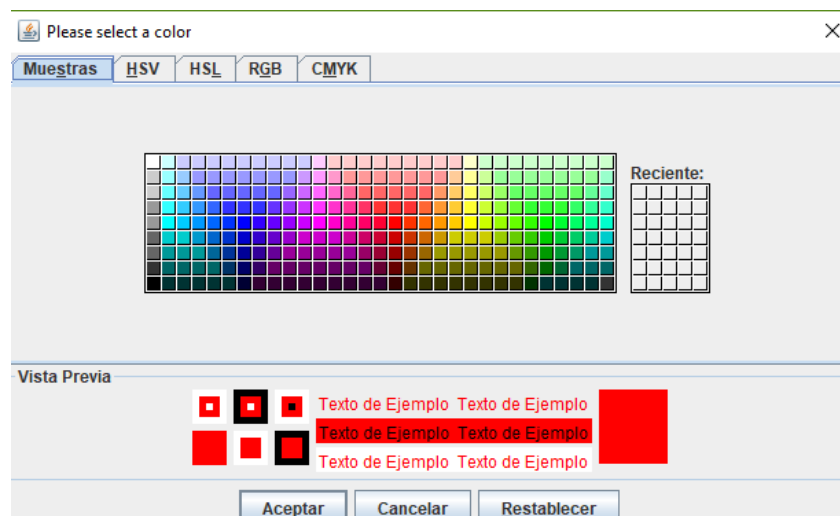 Please select a color
Muestras HSV HSL RGB CMYK
Reciente:
Vista Previa
Texto de Ejemplo Texto de Ejemplo
Texto de Ejemplo Texto de Ejemplo
Texto de Ejemplo Texto de Ejemplo
Aceptar Cancelar Restablecer